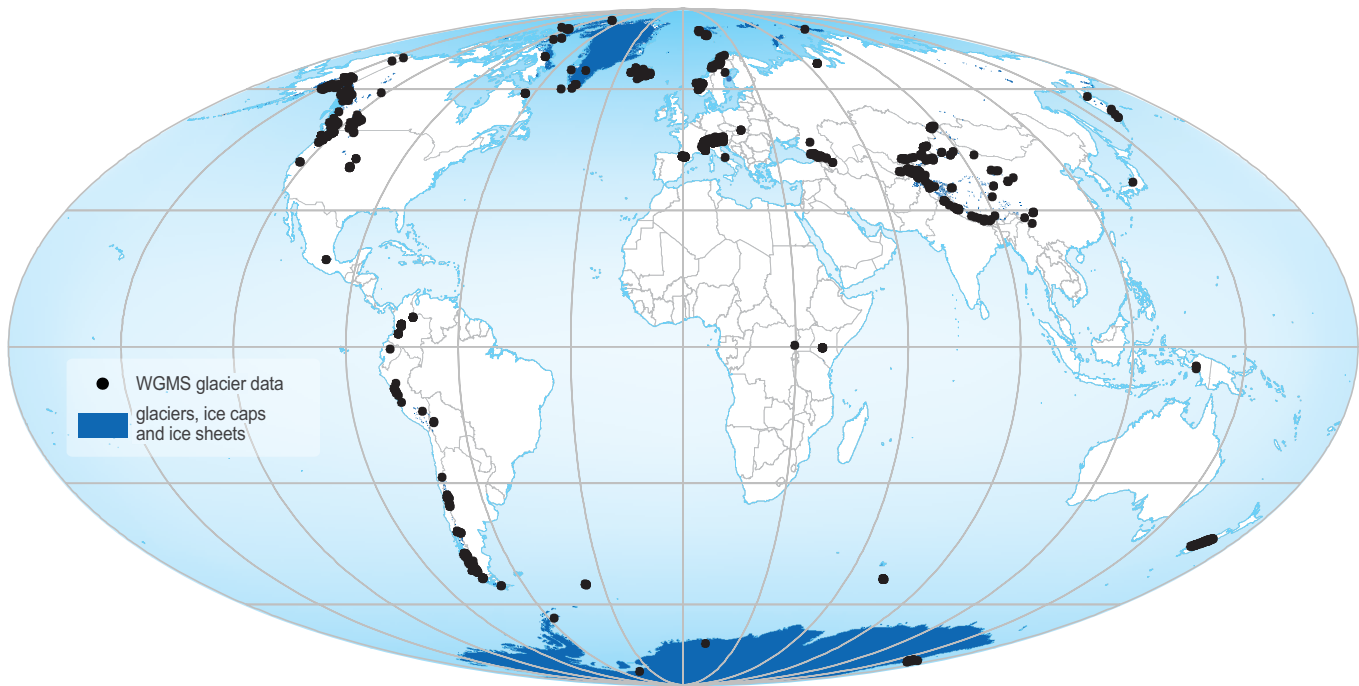 WGMS glacier data
glaciers, ice caps
and ice sheets